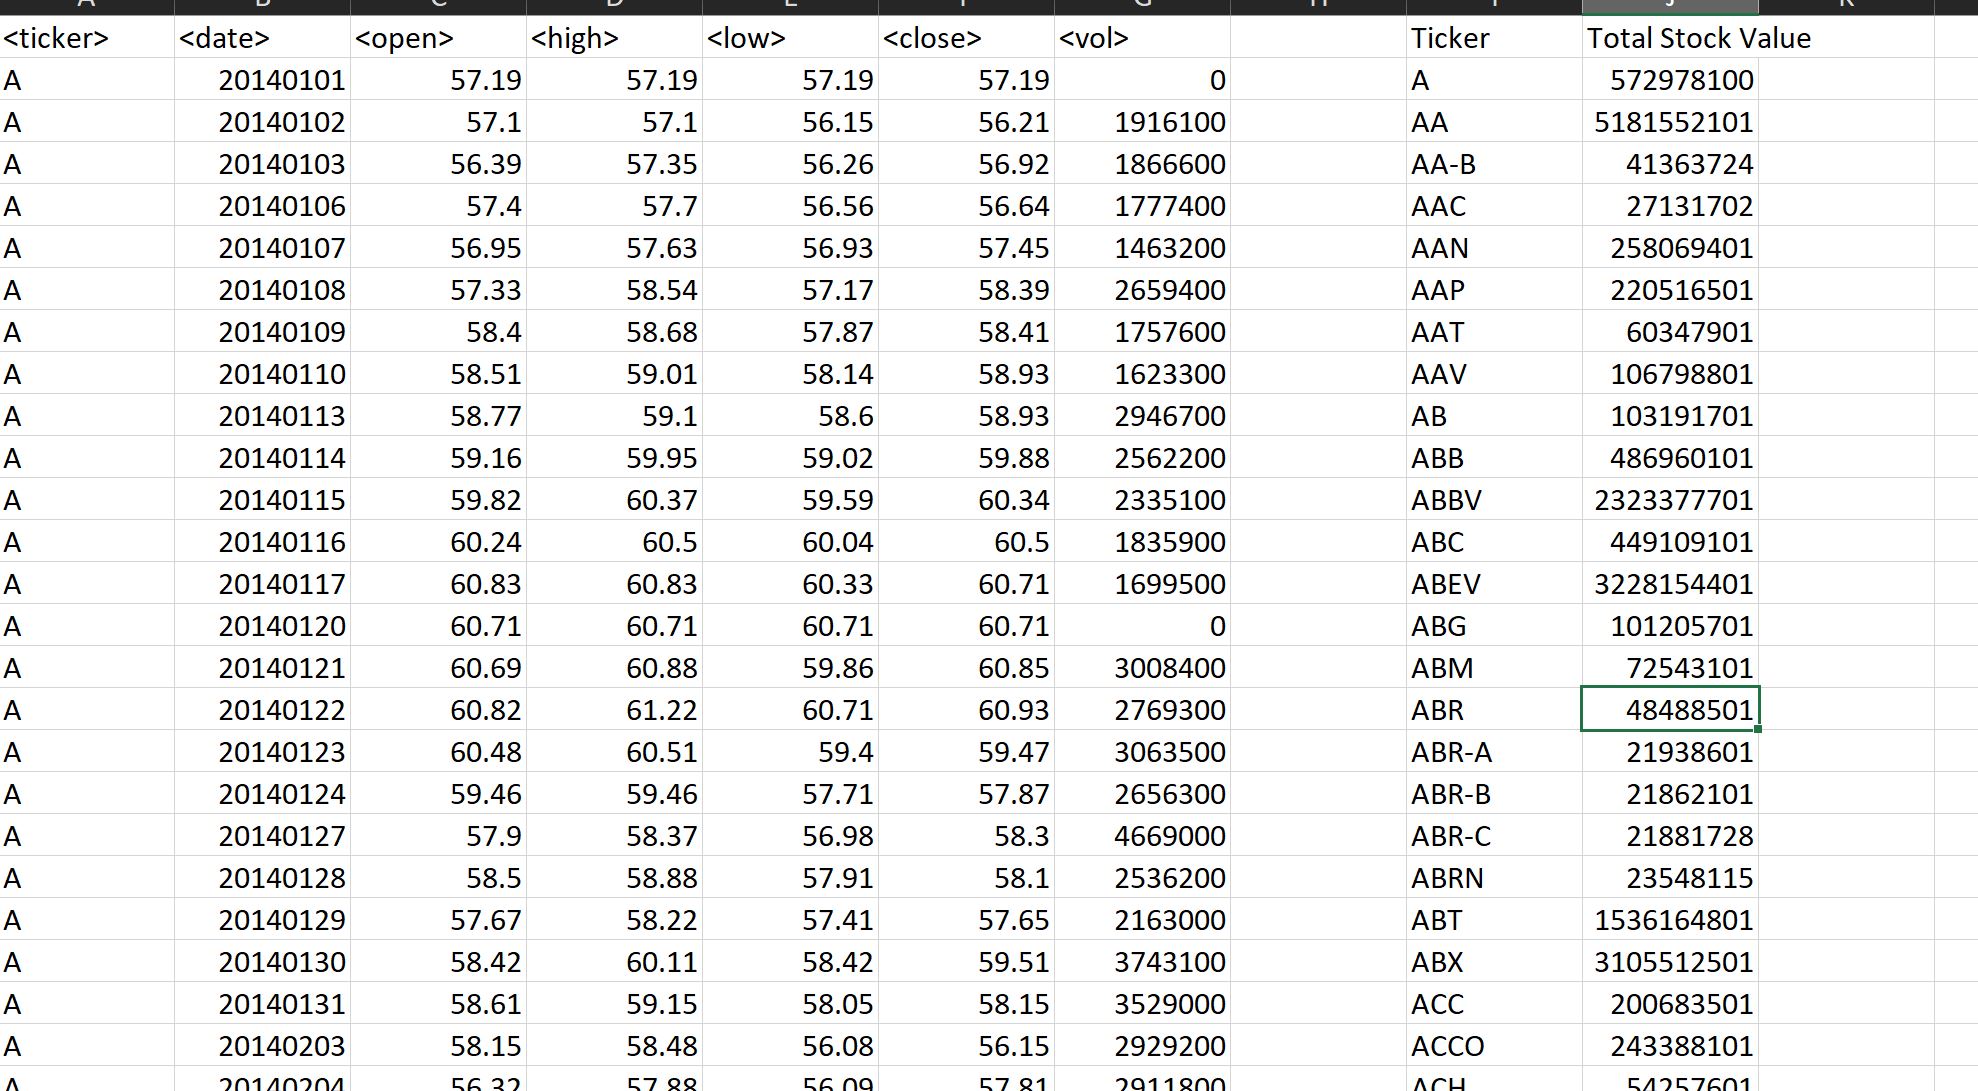 A B C D E F G H I J K
<ticker> <date> <open> <high> <low> <close> <vol> Ticker Total Stock Value
A 20140101 57.19 57.19 57.19 57.19 0 A 572978100
A 20140102 57.1 57.1 56.15 56.21 1916100 AA 5181552101
A 20140103 56.39 57.35 56.26 56.92 1866600 AA-B 41363724
A 20140106 57.4 57.7 56.56 56.64 1777400 AAC 27131702
A 20140107 56.95 57.63 56.93 57.45 1463200 AAN 258069401
A 20140108 57.33 58.54 57.17 58.39 2659400 AAP 220516501
A 20140109 58.4 58.68 57.87 58.41 1757600 AAT 60347901
A 20140110 58.51 59.01 58.14 58.93 1623300 AAV 106798801
A 20140113 58.77 59.1 58.6 58.93 2946700 AB 103191701
A 20140114 59.16 59.95 59.02 59.88 2562200 ABB 486960101
A 20140115 59.82 60.37 59.59 60.34 2335100 ABBV 2323377701
A 20140116 60.24 60.5 60.04 60.5 1835900 ABC 449109101
A 20140117 60.83 60.83 60.33 60.71 1699500 ABEV 3228154401
A 20140120 60.71 60.71 60.71 60.71 0 ABG 101205701
A 20140121 60.69 60.88 59.86 60.85 3008400 ABM 72543101
A 20140122 60.82 61.22 60.71 60.93 2769300 ABR 48488501
A 20140123 60.48 60.51 59.4 59.47 3063500 ABR-A 21938601
A 20140124 59.46 59.46 57.71 57.87 2656300 ABR-B 21862101
A 20140127 57.9 58.37 56.98 58.3 4669000 ABR-C 21881728
A 20140128 58.5 58.88 57.91 58.1 2536200 ABRN 23548115
A 20140129 57.67 58.22 57.41 57.65 2163000 ABT 1536164801
A 20140130 58.42 60.11 58.42 59.51 3743100 ABX 3105512501
A 20140131 58.61 59.15 58.05 58.15 3529000 ACC 200683501
A 20140203 58.15 58.48 56.08 56.15 2929200 ACCO 243388101
A 20140204 56.32 57.88 56.09 57.81 2911800 ACH 54257601